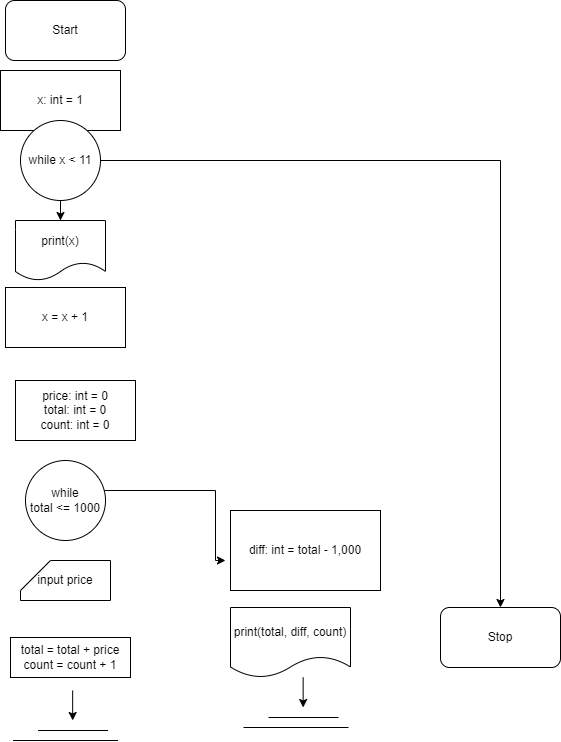 Start
x: int = 1
while x < 11
print(x)
x = x + 1
price: int = 0
total: int = 0
count: int = 0
while
total <= 1000
diff: int = total - 1,000
input price
print(total, diff, count)
Stop
total = total + price
count = count + 1